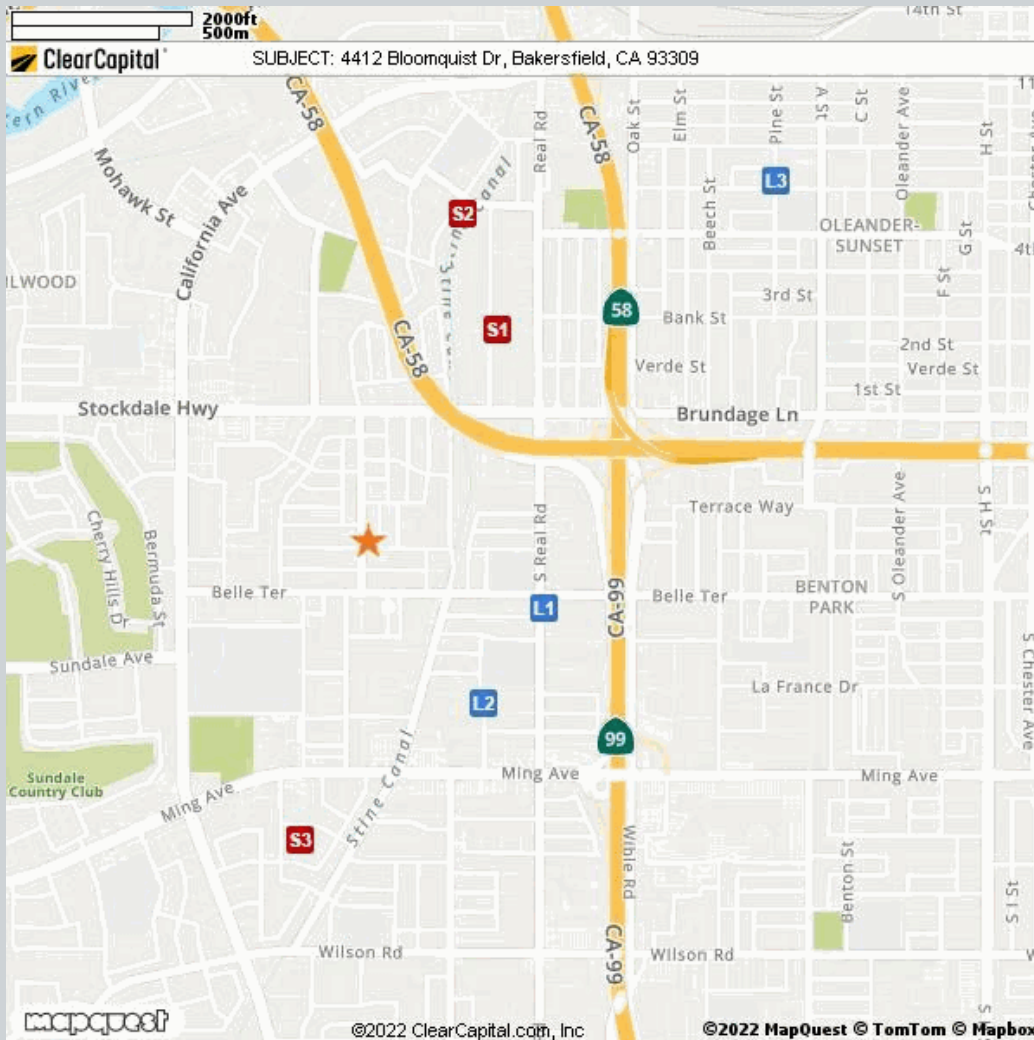 2000ft
500m
14th St
ClearCapital
SUBJECT: 4412 Bloomquist Dr, Bakersfield, CA 93309
CA-58
CA-58
Real Rd
Oak St
Elm St
Pine St
A St
C St
Oleander Ave
H St
Mohawk St
California Ave
S2
L3
Beech St
OLEANDER-
SUNSET
G St
F St
3rd St
58
Bank St
S1
CA-58
2nd St
Verde St
Verde St
1st St
Stockdale Hwy
Brundage Ln
Terrace Way
S Real Rd
S Oleander Ave
S H St
Cherry Hills Dr
Bermuda St
Belle Ter
L1
CA-99
Belle Ter
BENTON
PARK
Sundale Ave
S Chester Ave
L2
La France Dr
99
Stine Canal
Ming Ave
Ming Ave
Sundale
Country Club
Ming Ave
S3
Wible Rd
Benton St
S I St
Wilson Rd
CA-99
Wilson Rd
mapquest
©2022 ClearCapital.com, Inc
©2022 MapQuest © TomTom © Mapbox